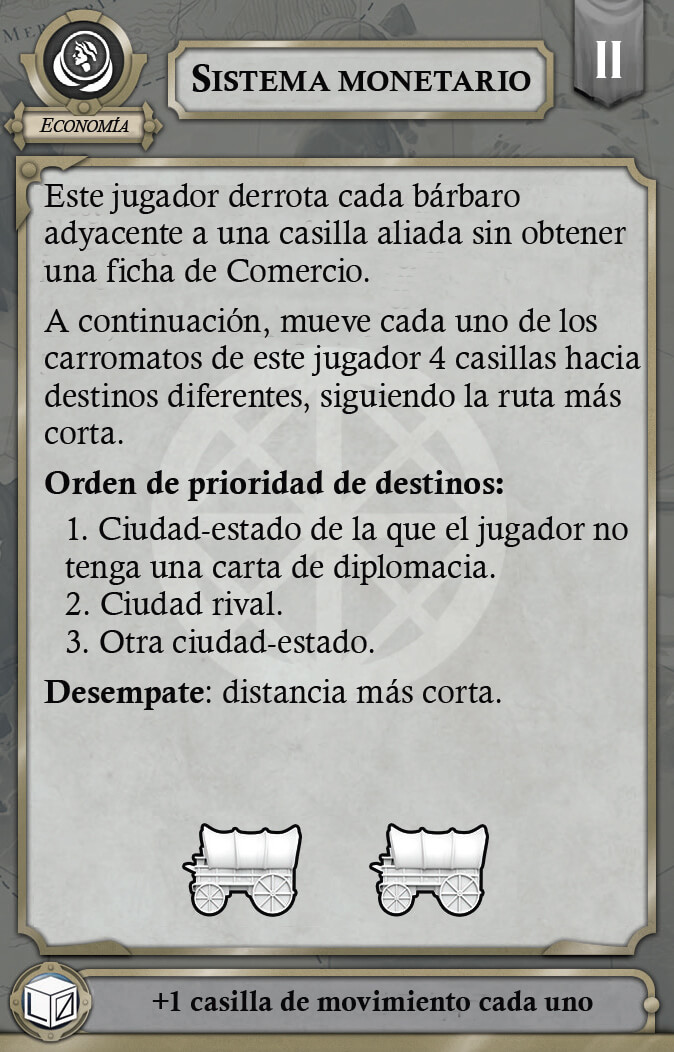 Sistema monetario
II
Economía
Este jugador derrota cada bárbaro
adyacente a una casilla aliada sin obtener
una ficha de Comercio.
A continuación, mueve cada uno de los
carromatos de este jugador 4 casillas hacia
destinos diferentes, siguiendo la ruta más
corta.
Orden de prioridad de destinos:
1. Ciudad-estado de la que el jugador no
tenga una carta de diplomacia.
2. Ciudad rival.
3. Otra ciudad-estado.
Desempate: distancia más corta.
+1 casilla de movimiento cada uno